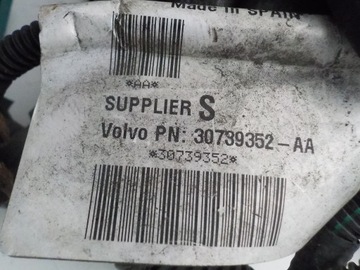 Made in SPAIN
*AA*
SUPPLIER S
Volvo PN: 30739352-AA
*30739352*